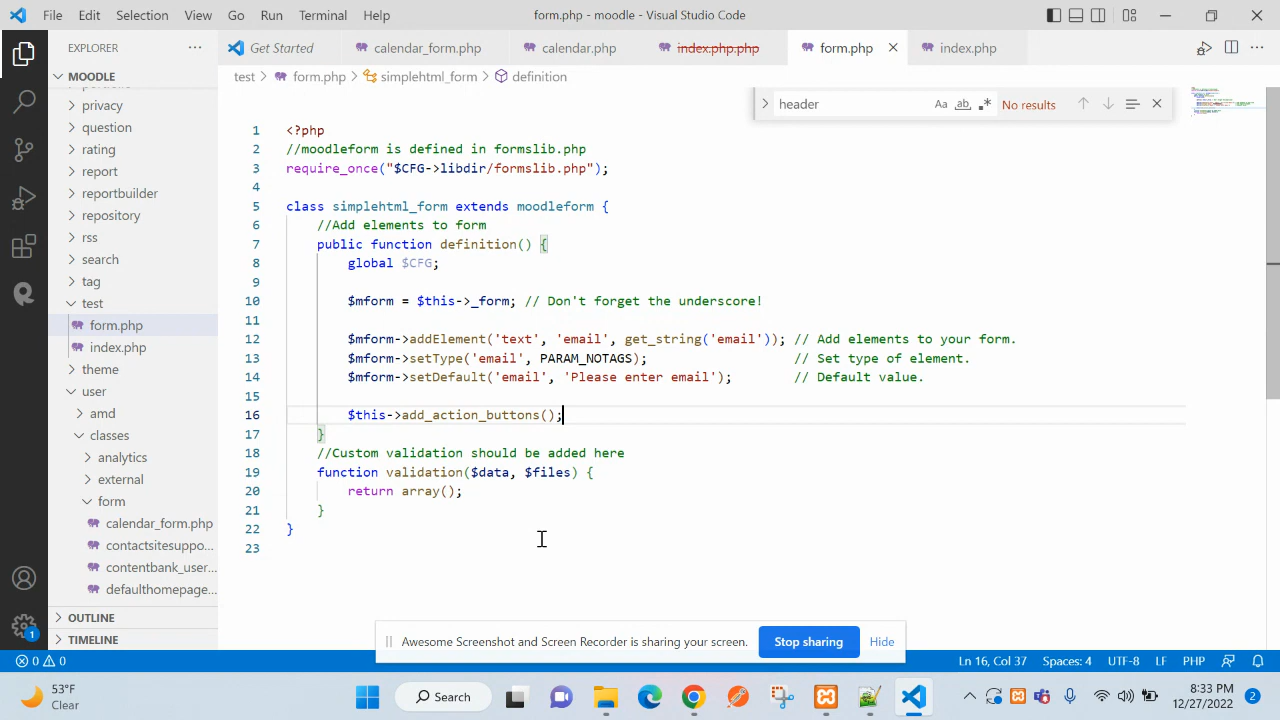 File Edit Selection View Go Run Terminal Help form.php - moodle - Visual Studio Code
EXPLORER
Get Started calendar_form.php calendar.php index.php.php form.php index.php
MOODLE
test form.php simplehtml_form definition
privacy
question
rating
report
reportbuilder
repository
rss
search
tag
test
form.php
index.php
theme
user
amd
classes
analytics
external
form
calendar_form.php
contactsitesuppo...
contentbank_user...
defaulthomepage...
OUTLINE
TIMELINE
header ab No results
1 <?php
2 //moodleform is defined in formslib.php
3 require_once("$CFG->libdir/formslib.php");
4
5 class simplehtml_form extends moodleform {
6 //Add elements to form
7 public function definition() {
8 global $CFG;
9
10 $mform = $this->_form; // Don't forget the underscore!
11
12 $mform->addElement('text', 'email', get_string('email')); // Add elements to your form.
13 $mform->setType('email', PARAM_NOTAGS); // Set type of element.
14 $mform->setDefault('email', 'Please enter email'); // Default value.
15
16 $this->add_action_buttons();
17 }
18 //Custom validation should be added here
19 function validation($data, $files) {
20 return array();
21 }
22 }
23
Awesome Screenshot and Screen Recorder is sharing your screen. Stop sharing Hide
1
0 0 Ln 16, Col 37 Spaces: 4 UTF-8 LF PHP
53°F
Clear
Search
8:33 PM
12/27/2022
2